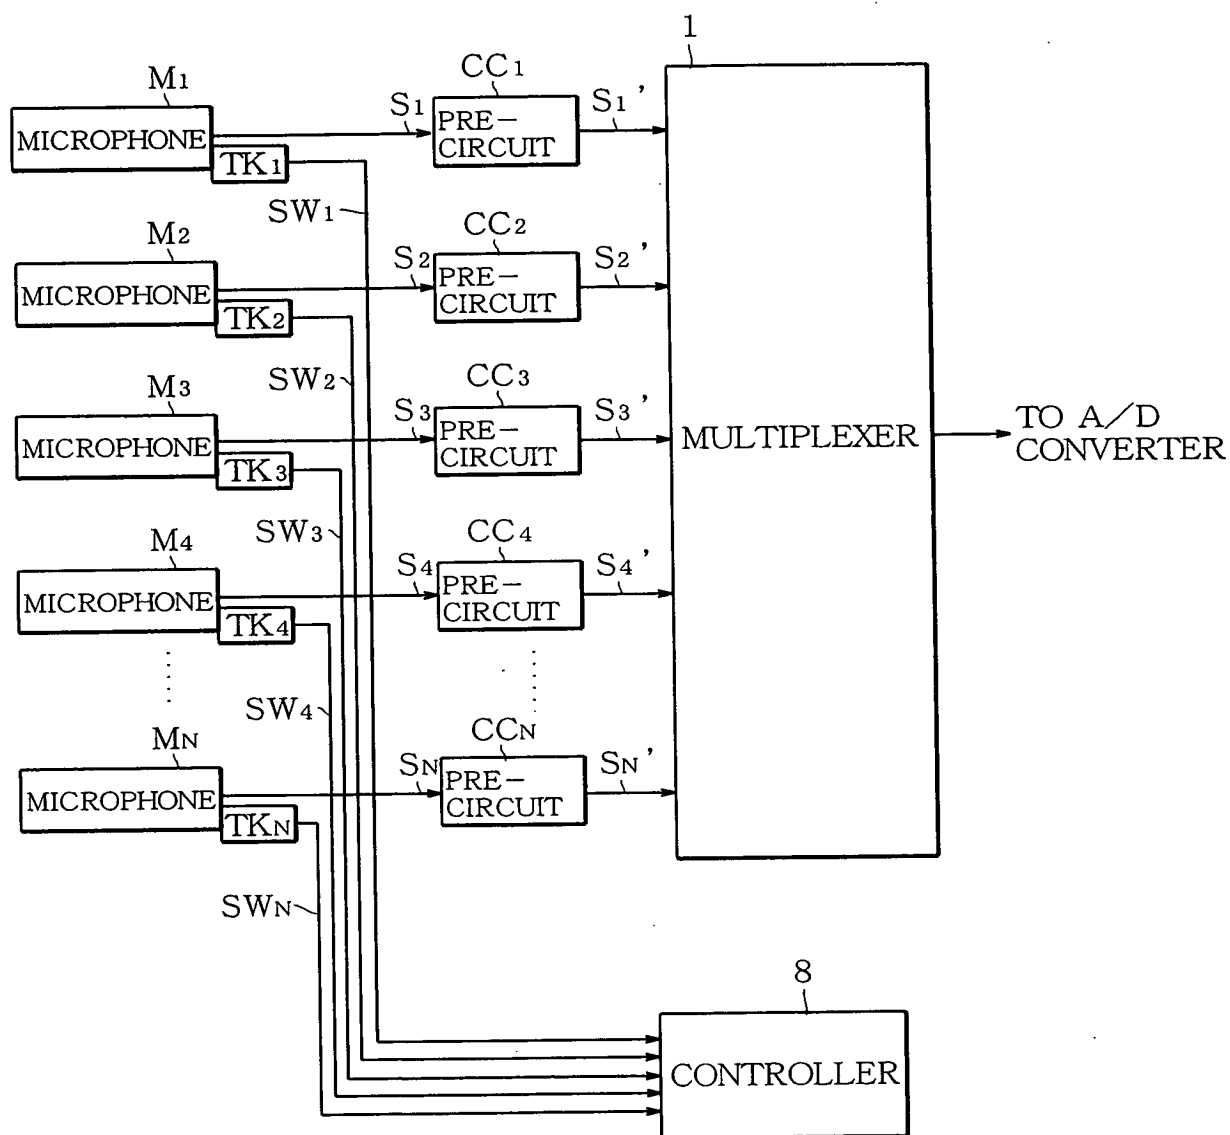 1
M1
S1
CC1
S1'
MICROPHONE
PRE-
CIRCUIT
TK1
SW1
M2
S2
CC2
S2'
MICROPHONE
PRE-
CIRCUIT
TK2
SW2
M3
S3
CC3
S3'
MICROPHONE
PRE-
CIRCUIT
TK3
MULTIPLEXER
TO A/D
CONVERTER
SW3
M4
S4
CC4
S4'
MICROPHONE
PRE-
CIRCUIT
TK4
SW4
MN
SN
CCN
SN'
MICROPHONE
PRE-
CIRCUIT
TKN
SWN
8
CONTROLLER